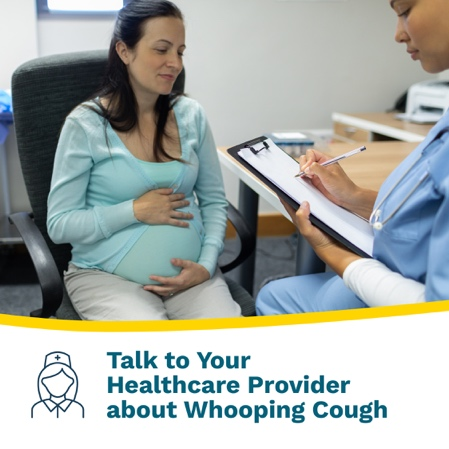 Talk to Your
Healthcare Provider
about Whooping Cough